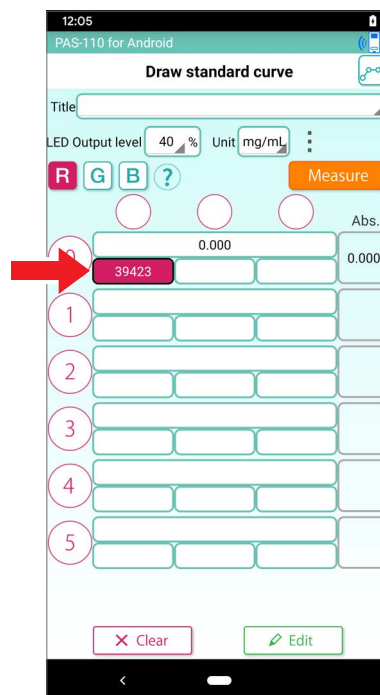 12:05
PAS-110 for Android
Draw standard curve
Title
LED Output level 40 % Unit mg/mL
R G B ? Measure
Abs.
0.000
0 39423 0.000
1
2
3
4
5
Clear Edit